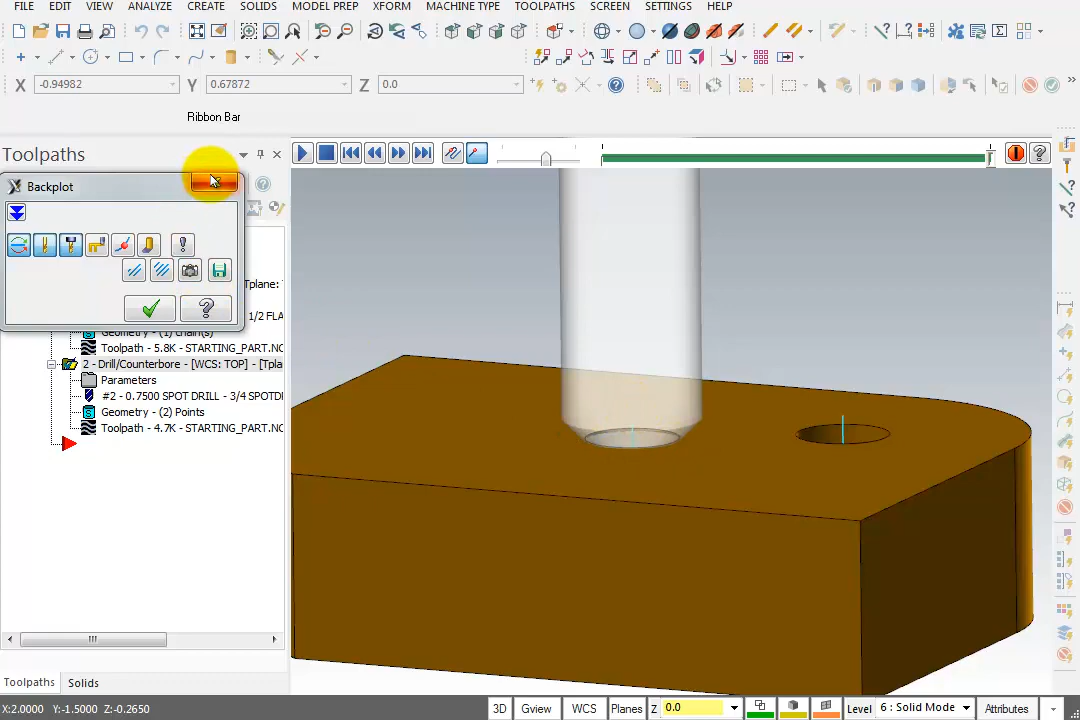 FILE EDIT VIEW ANALYZE CREATE SOLIDS MODEL PREP XFORM MACHINE TYPE TOOLPATHS SCREEN SETTINGS HELP
X -0.94982 Y 0.67872 Z 0.0
Ribbon Bar
Toolpaths
Backplot
Tplane:
1/2 FLA
Geometry - (1) Chain(s)
Toolpath - 5.8K - STARTING_PART.NC
2 - Drill/Counterbore - [WCS: TOP] - [Tpla
Parameters
#2 - 0.7500 SPOT DRILL - 3/4 SPOTD
Geometry - (2) Points
Toolpath - 4.7K - STARTING_PART.NC
Toolpaths Solids
X:2.0000 Y:-1.5000 Z:-0.2650
3D Gview WCS Planes Z 0.0 Level 6 : Solid Mode Attributes